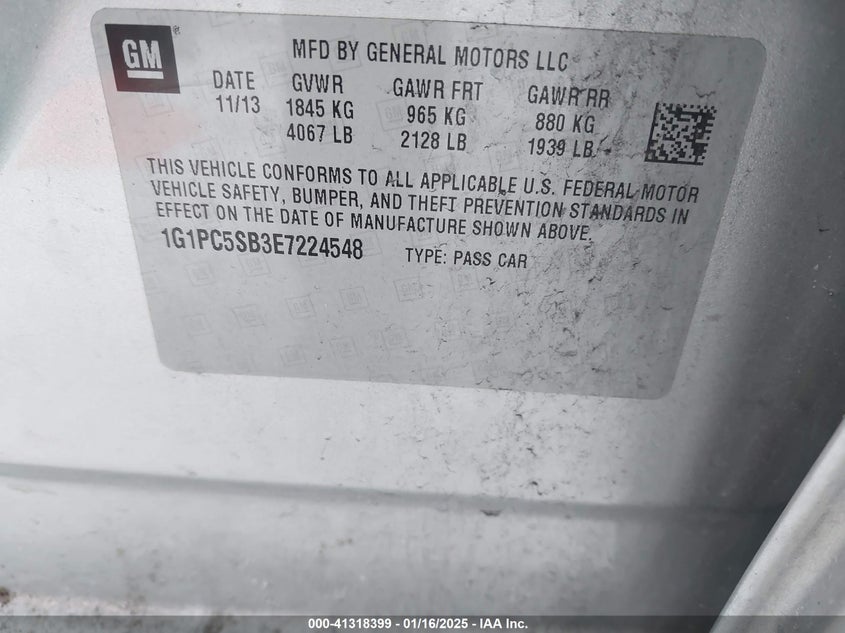 GM ®
MFD BY GENERAL MOTORS LLC
DATE GVWR GAWR FRT GAWR RR
11/13 1845 KG 965 KG 880 KG
4067 LB 2128 LB 1939 LB
THIS VEHICLE CONFORMS TO ALL APPLICABLE U.S. FEDERAL MOTOR
VEHICLE SAFETY, BUMPER, AND THEFT PREVENTION STANDARDS IN
EFFECT ON THE DATE OF MANUFACTURE SHOWN ABOVE.
1G1PC5SB3E7224548 TYPE: PASS CAR
000-41318399 - 01/16/2025 - IAA Inc.